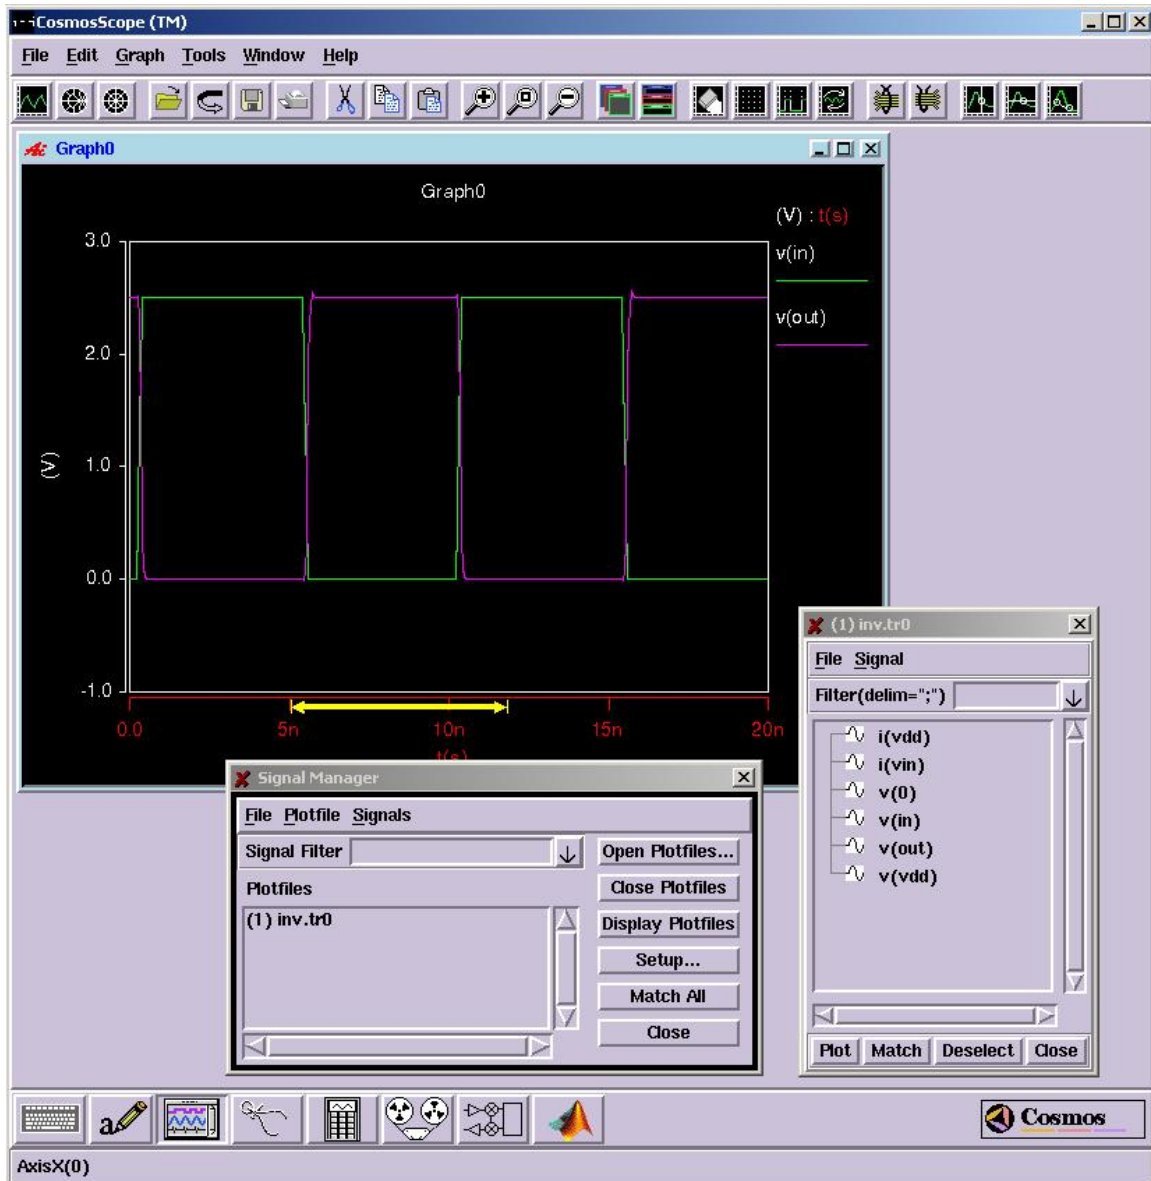 CosmosScope (TM)
File Edit Graph Tools Window Help
Graph0
Graph0
(V) : t(s)
v(in)
v(out)
3.0
2.0
1.0
0.0
-1.0
(V)
0.0 5n 10n 15n 20n
t(s)
(1) inv.tr0
File Signal
Filter(delim=";")
i(vdd)
i(vin)
v(0)
v(in)
v(out)
v(vdd)
Plot Match Deselect Close
Signal Manager
File Plotfile Signals
Signal Filter
Open Plotfiles...
Plotfiles
Close Plotfiles
(1) inv.tr0
Display Plotfiles
Setup...
Match All
Close
a
Cosmos
AxisX(0)